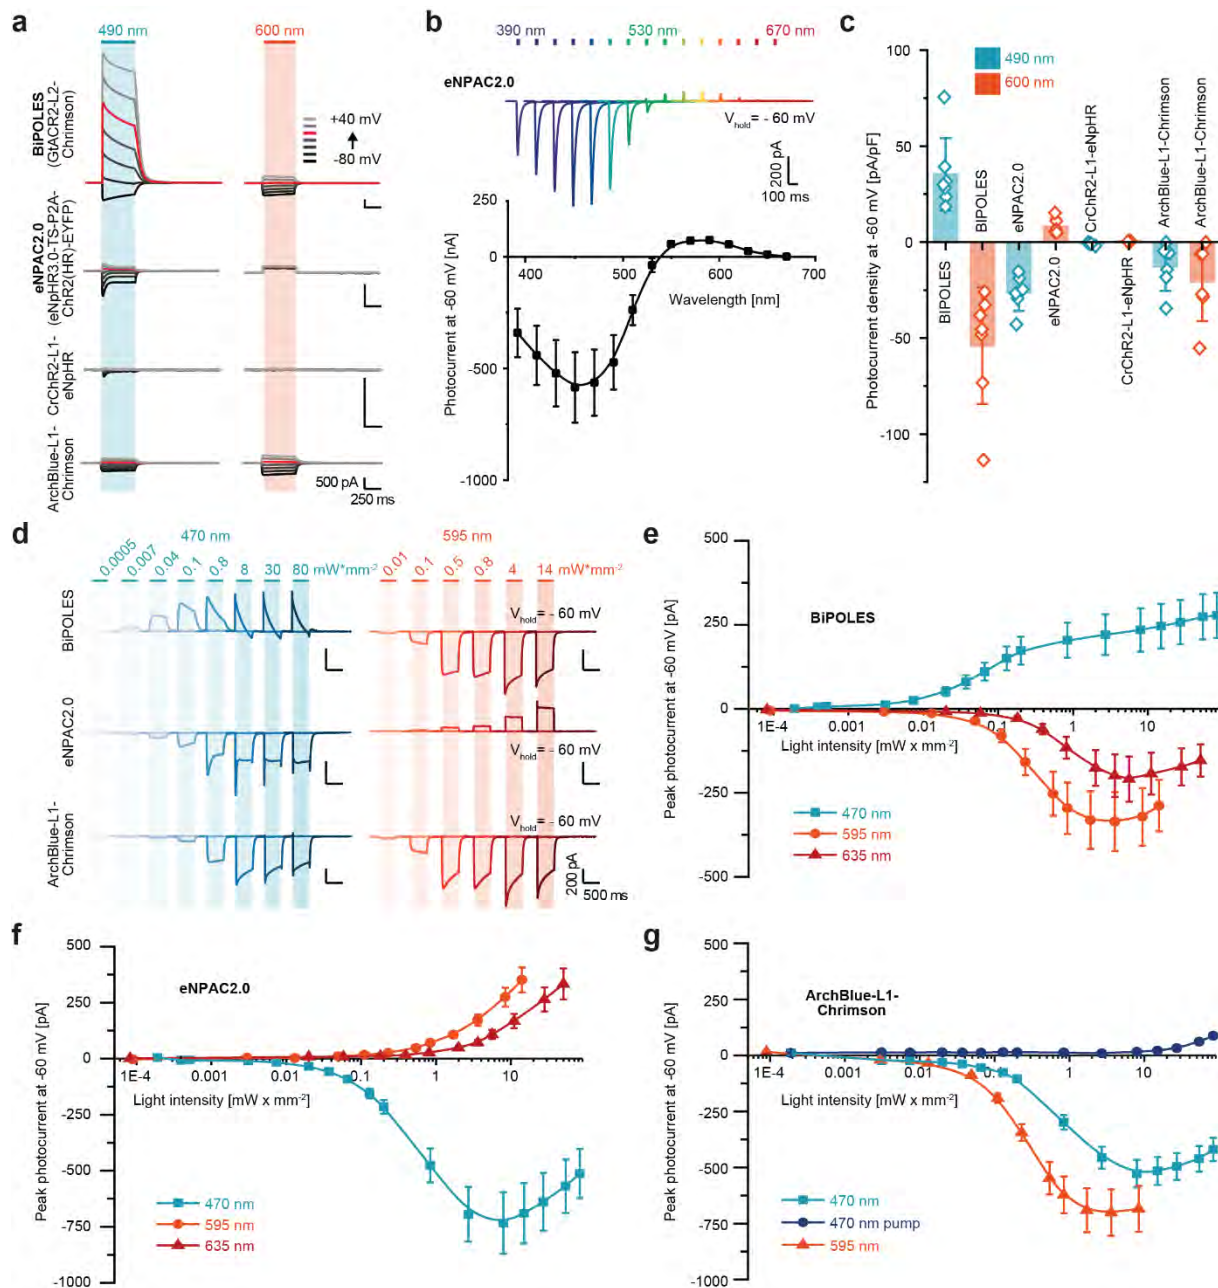 a
490 nm
600 nm
BiPOLES
(GtACR2-L2-
Chrimson)
+40 mV
-80 mV
eNPAC2.0
(eNpHR3.0-TS-P2A-
ChR2(HR)-EYFP)
CrChR2-L1-
eNpHR
ArchBlue-L1-
Chrimson
500 pA
250 ms
b
390 nm
530 nm
670 nm
eNPAC2.0
Vhold = - 60 mV
200 pA
100 ms
Photocurrent at -60 mV [nA]
250
0
-500
-1000
400
500
600
700
Wavelength [nm]
c
490 nm
600 nm
Photocurrent density at -60 mV [pA/pF]
100
50
0
-50
-100
BiPOLES
BiPOLES
eNPAC2.0
eNPAC2.0
CrChR2-L1-eNpHR
CrChR2-L1-eNpHR
ArchBlue-L1-Chrimson
ArchBlue-L1-Chrimson
d
470 nm
0.0005
0.007
0.04
0.1
0.8
8
30
80
mW*mm-2
595 nm
0.01
0.1
0.5
0.8
4
14
mW*mm-2
BiPOLES
Vhold = - 60 mV
eNPAC2.0
Vhold = - 60 mV
ArchBlue-L1-
Chrimson
Vhold = - 60 mV
200 pA
500 ms
e
BiPOLES
Peak photocurrent at -60 mV [pA]
500
250
0
-250
-500
1E-4
0.001
0.01
0.1
1
10
Light intensity [mW x mm-2]
470 nm
595 nm
635 nm
f
eNPAC2.0
Peak photocurrent at -60 mV [pA]
500
250
0
-250
-500
-750
-1000
1E-4
0.001
0.01
0.1
1
10
Light intensity [mW x mm-2]
470 nm
595 nm
635 nm
g
ArchBlue-L1-
Chrimson
Peak photocurrent at -60 mV [pA]
500
250
0
-250
-500
-750
-1000
1E-4
0.001
0.01
0.1
1
10
Light intensity [mW x mm-2]
470 nm
470 nm pump
595 nm